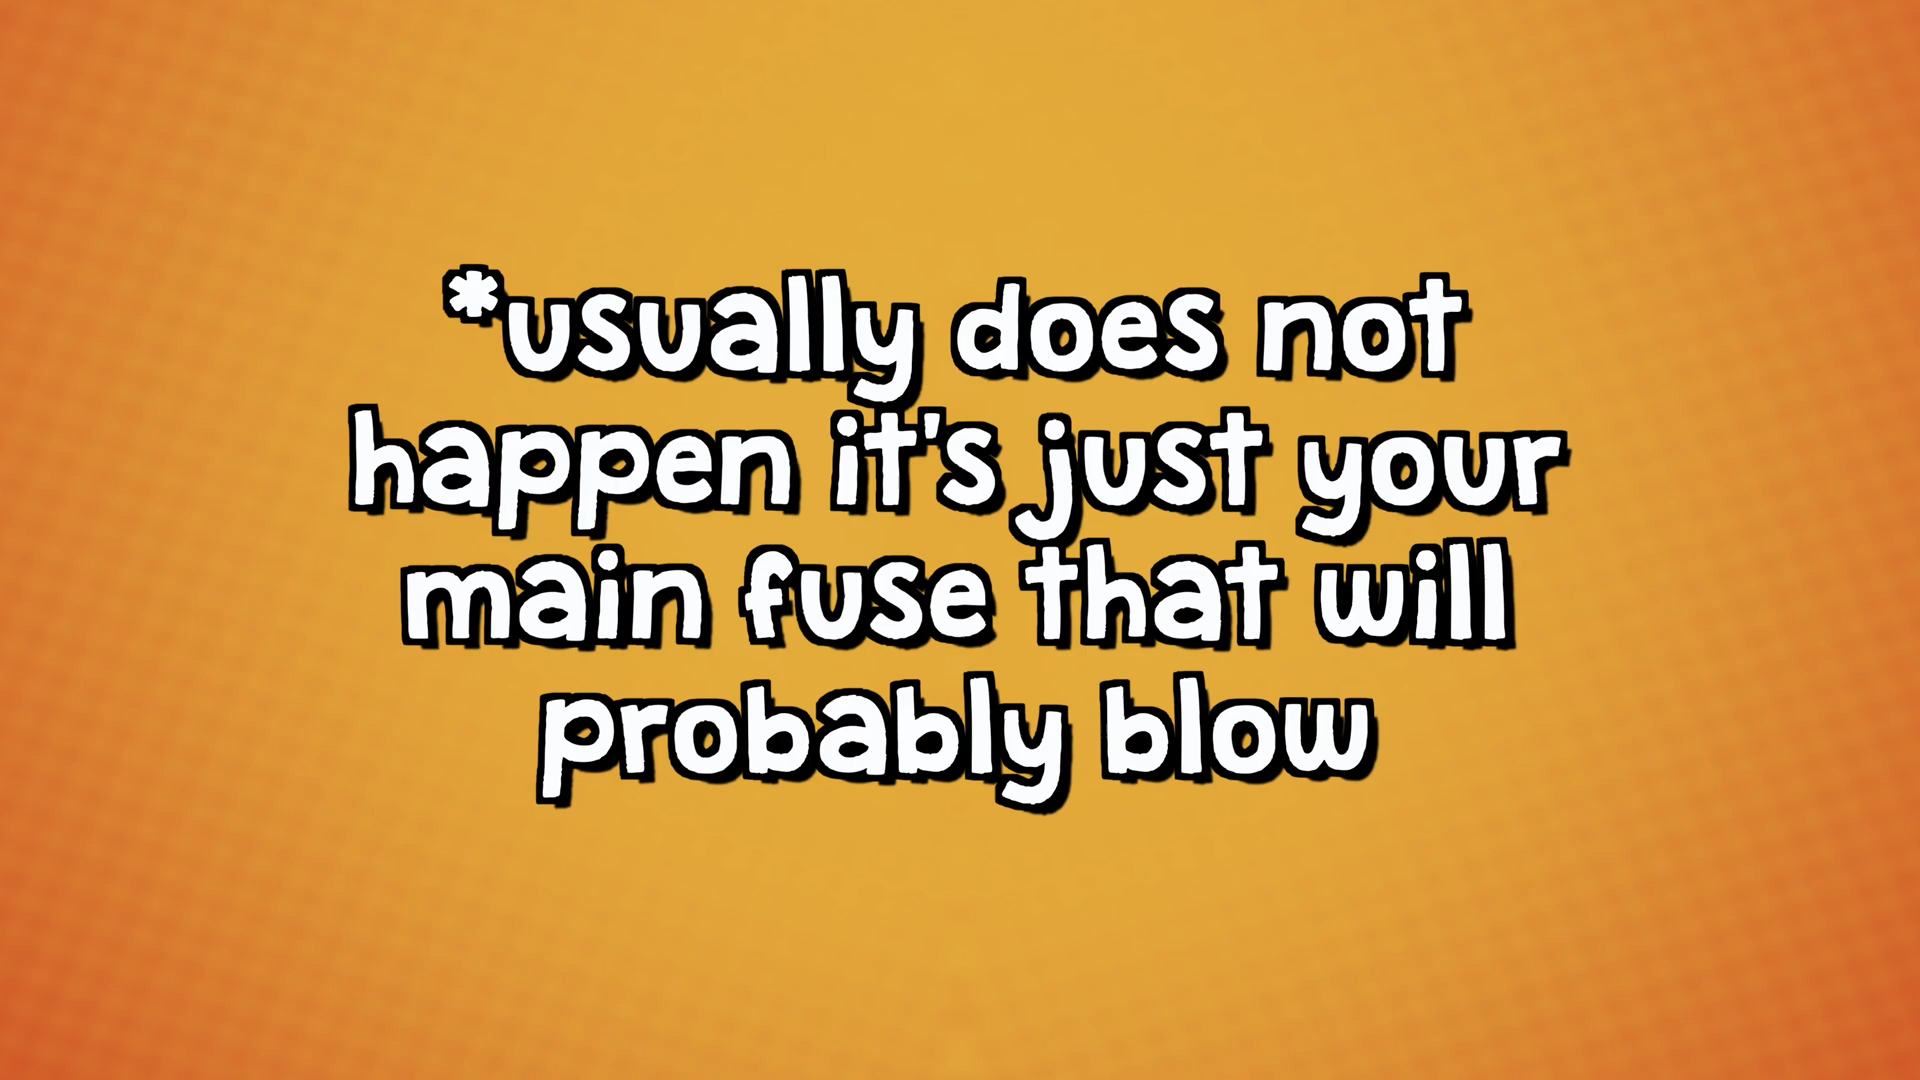 *usually does not
happen it's just your
main fuse that will
probably blow